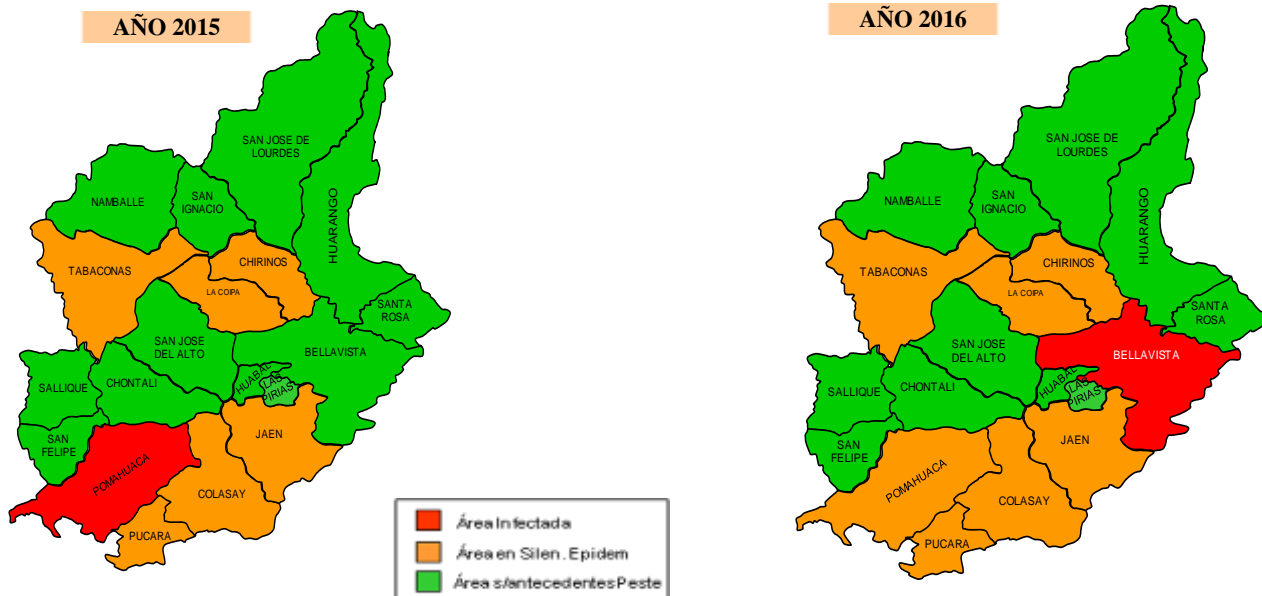 AÑO 2015
SAN JOSE DE
LOURDES
NAMBALLE
SAN
IGNACIO
HUARANGO
TABACONAS
CHIRINOS
LA COIPA
SANTA
ROSA
SAN JOSE
DEL ALTO
BELLAVISTA
HUABAL
LAS
PIRIAS
SALLIQUE
CHONTALI
SAN
FELIPE
JAEN
POMAHUACA
COLASAY
PUCARA
Área Infectada
Área en Silen. Epidem
Área s/antecedentes Peste
AÑO 2016
SAN JOSE DE
LOURDES
NAMBALLE
SAN
IGNACIO
HUARANGO
TABACONAS
CHIRINOS
LA COIPA
SANTA
ROSA
SAN JOSE
DEL ALTO
BELLAVISTA
HUABAL
LAS
PIRIAS
SALLIQUE
CHONTALI
SAN
FELIPE
JAEN
POMAHUACA
COLASAY
PUCARA